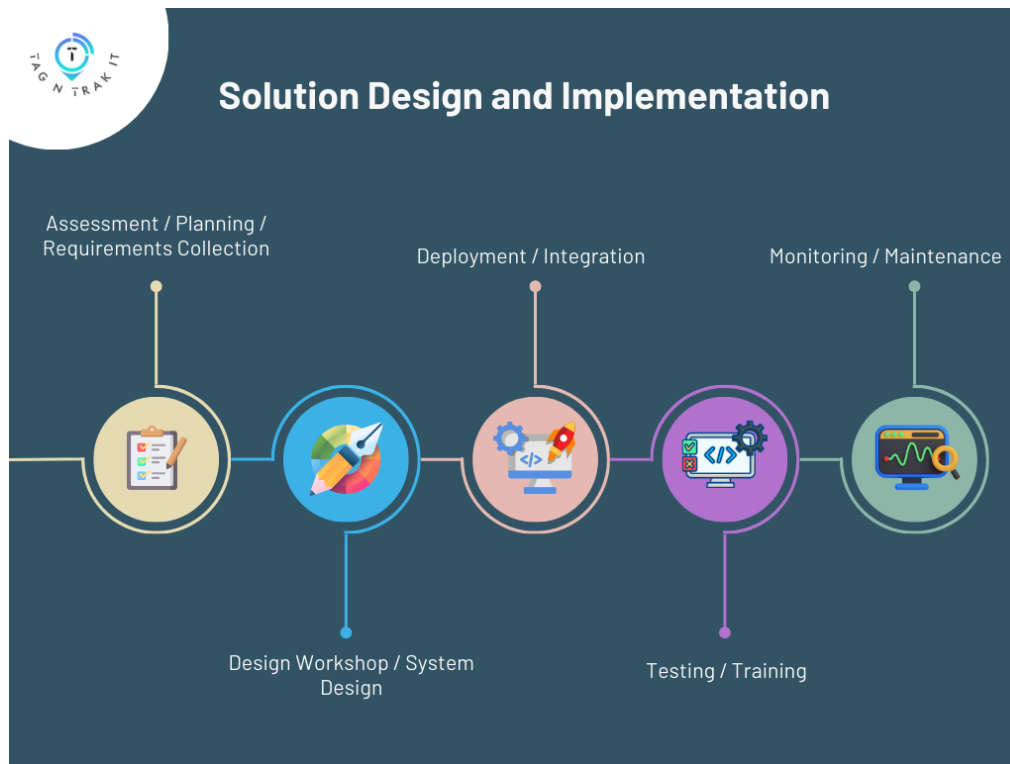 TAG N TRAK IT
T
Solution Design and Implementation
Assessment / Planning /
Requirements Collection
Deployment / Integration
Monitoring / Maintenance
</>
</>
Design Workshop / System
Design
Testing / Training